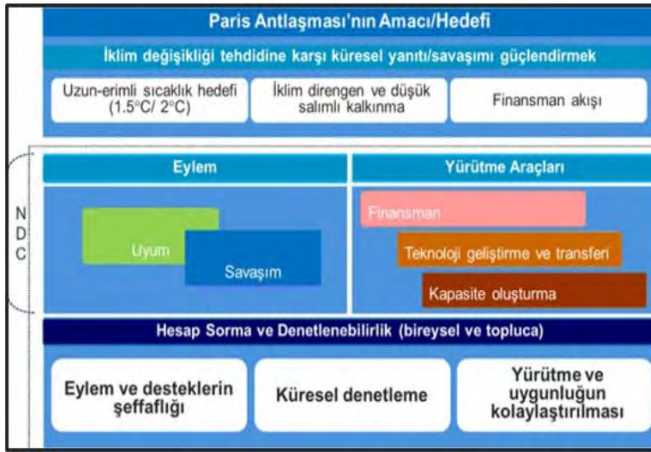 Paris Antlaşması'nın Amacı/Hedefi
İklim değişikliği tehdidine karşı küresel yanıtı/savaşımı güçlendirmek
Uzun-erimli sıcaklık hedefi
(1.5°C/ 2°C)
İklim direngen ve düşük
salımlı kalkınma
Finansman akışı
NDC
Eylem
Uyum
Savaşım
Yürütme Araçları
Finansman
Teknoloji geliştirme ve transferi
Kapasite oluşturma
Hesap Sorma ve Denetlenebilirlik (bireysel ve topluca)
Eylem ve desteklerin
şeffaflığı
Küresel denetleme
Yürütme ve
uygunluğun
kolaylaştırılması